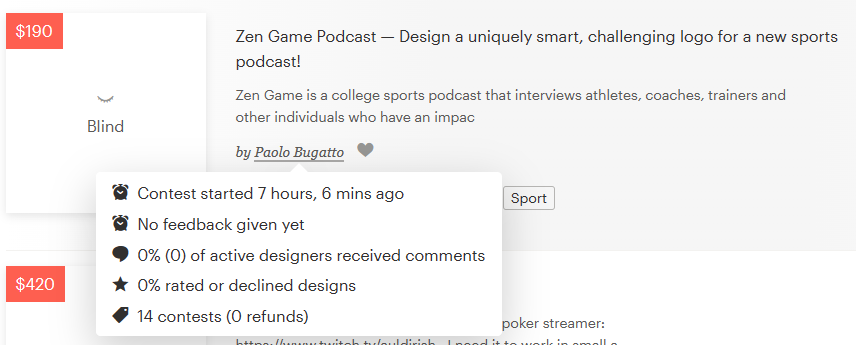 $190
Blind
Zen Game Podcast — Design a uniquely smart, challenging logo for a new sports
podcast!
Zen Game is a college sports podcast that interviews athletes, coaches, trainers and
other individuals who have an impac
by Paolo Bugatto
Contest started 7 hours, 6 mins ago
No feedback given yet
0% (0) of active designers received comments
0% rated or declined designs
14 contests (0 refunds)
Sport
$420
poker streamer: